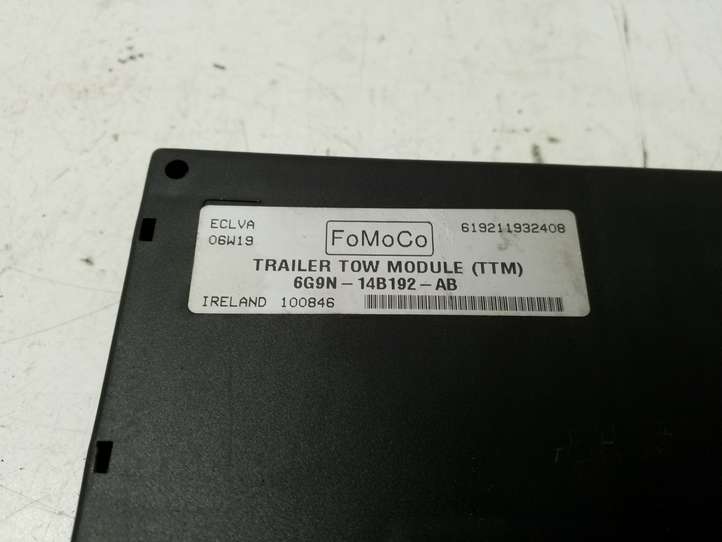 ECLVA
06W19
FoMoCo
619211932408
TRAILER TOW MODULE (TTM)
6G9N - 14B192 - AB
IRELAND 100846